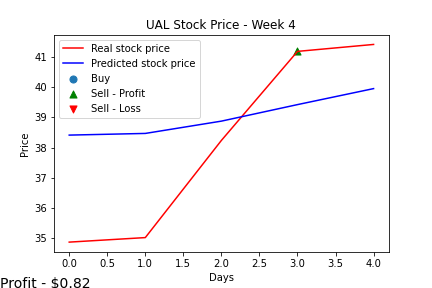 UAL Stock Price - Week 4
Real stock price
Predicted stock price
Buy
Sell - Profit
Sell - Loss
Price
41
40
39
38
37
36
35
0.0 0.5 1.0 1.5 2.0 2.5 3.0 3.5 4.0
Days
Profit - $0.82